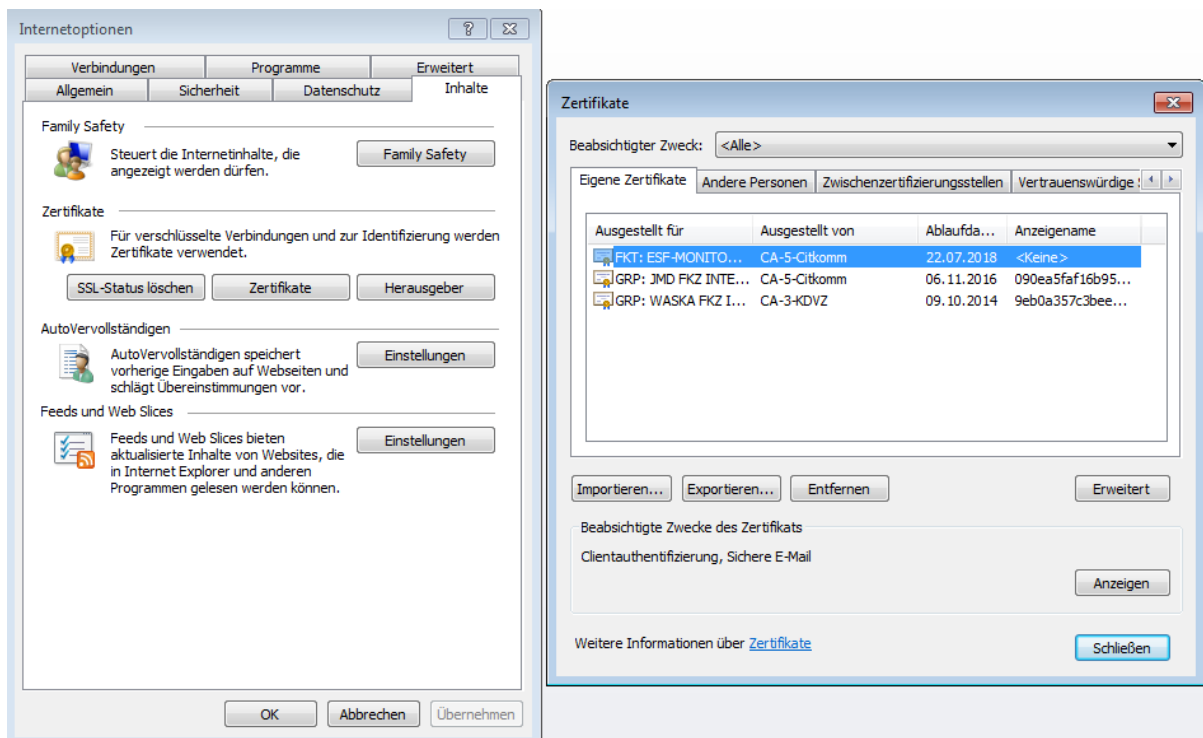 Internetoptionen
Verbindungen Programme Erweitert
Allgemein Sicherheit Datenschutz Inhalte
Family Safety
Steuert die Internetinhalte, die
angezeigt werden dürfen.
Family Safety
Zertifikate
Für verschlüsselte Verbindungen und zur Identifizierung werden
Zertifikate verwendet.
SSL-Status löschen Zertifikate Herausgeber
AutoVervollständigen
AutoVervollständigen speichert
vorherige Eingaben auf Webseiten und
schlägt Übereinstimmungen vor.
Einstellungen
Feeds und Web Slices
Feeds und Web Slices bieten
aktualisierte Inhalte von Websites, die
in Internet Explorer und anderen
Programmen gelesen werden können.
Einstellungen
OK Abbrechen Übernehmen
Zertifikate
Beabsichtigter Zweck: <Alle>
Eigene Zertifikate Andere Personen Zwischenzertifizierungsstellen Vertrauenswürdige
Ausgestellt für Ausgestellt von Ablaufda... Anzeigename
FKT: ESF-MONITO... CA-5-Citkomm 22.07.2018 <Keine>
GRP: JMD FKZ INTE... CA-5-Citkomm 06.11.2016 090ea5faf16b95...
GRP: WASKA FKZ I... CA-3-KDVZ 09.10.2014 9eb0a357c3bee...
Importieren... Exportieren... Entfernen Erweitert
Beabsichtigte Zwecke des Zertifikats
Clientauthentifizierung, Sichere E-Mail
Anzeigen
Weitere Informationen über Zertifikate
Schließen